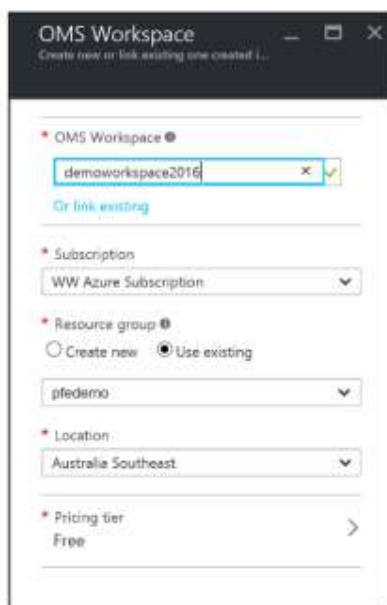 OMS Workspace
Create new or link existing one created i...
* OMS Workspace
demoworkspace2016
Or link existing
* Subscription
WW Azure Subscription
* Resource group
Create new Use existing
pfedemo
* Location
Australia Southeast
* Pricing tier
Free